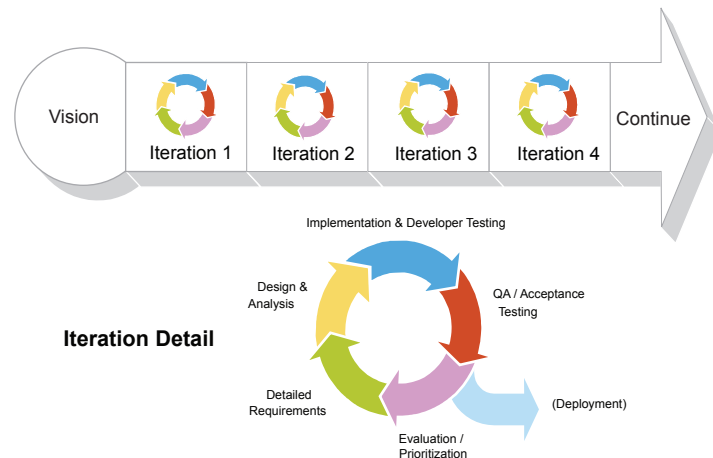 Vision
Iteration 1
Iteration 2
Iteration 3
Iteration 4
Continue
Implementation & Developer Testing
Design &
Analysis
QA / Acceptance
Testing
Iteration Detail
Detailed
Requirements
(Deployment)
Evaluation /
Prioritization